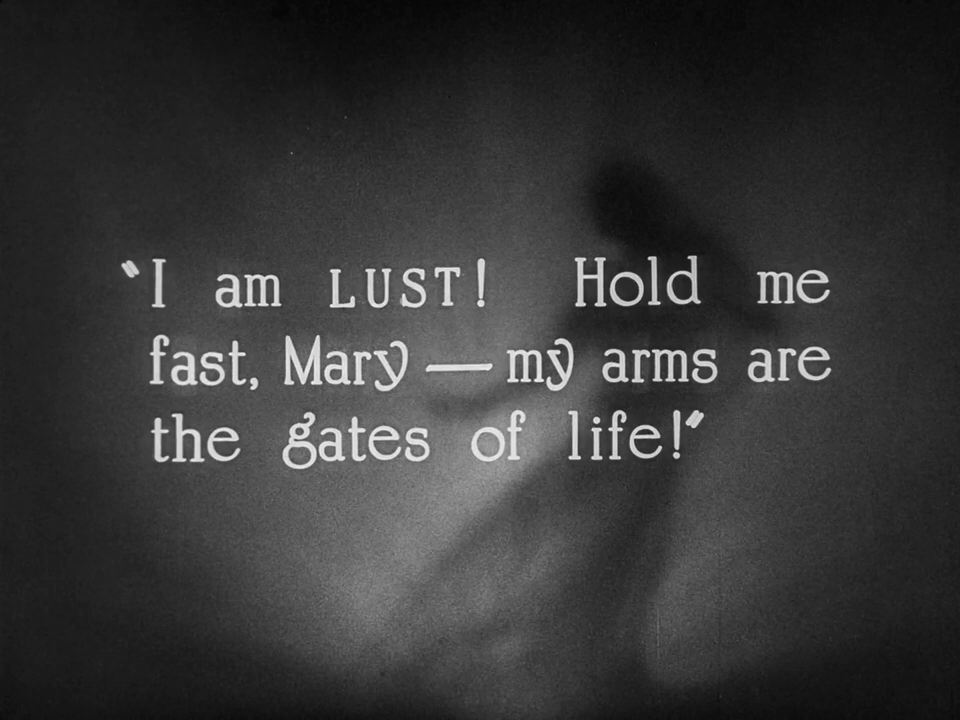 "I am LUST! Hold me
fast, Mary — my arms are
the gates of life!"